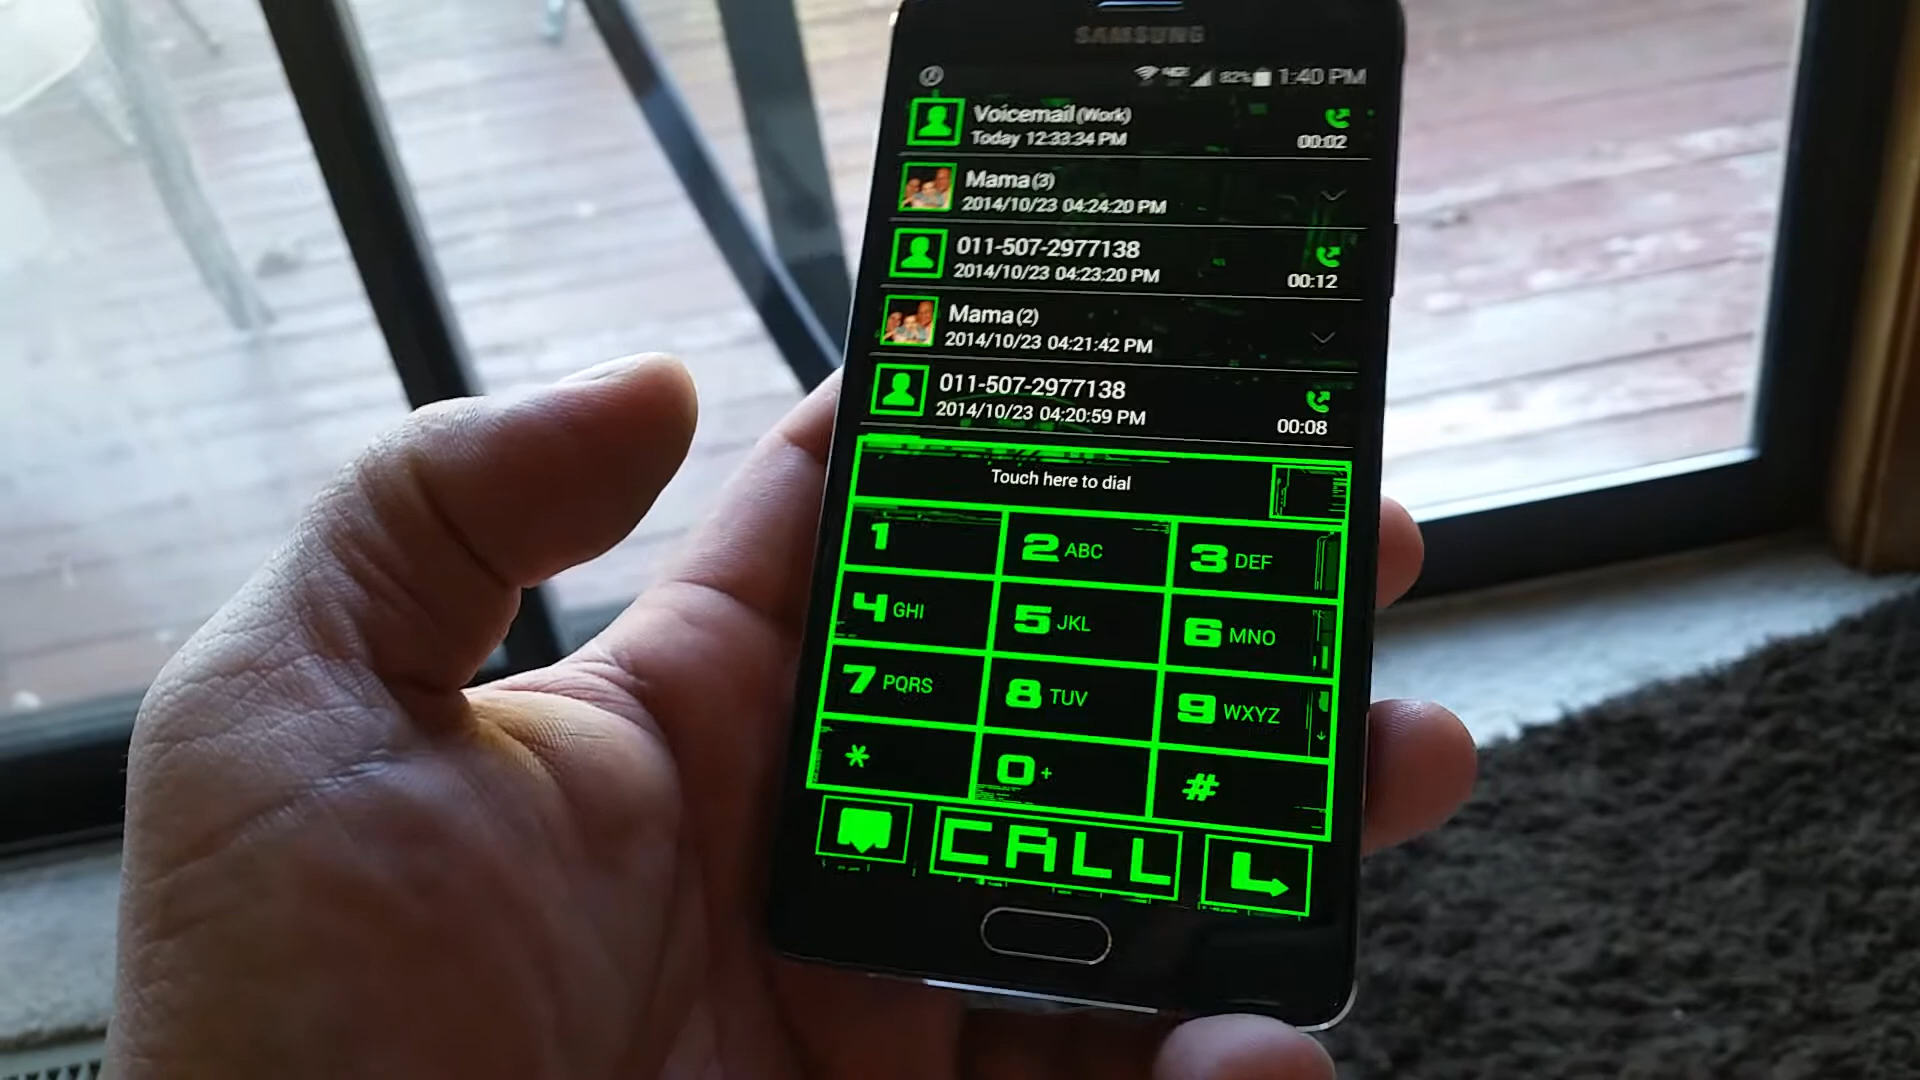 SAMSUNG
82% 1:40 PM
Voicemail (Work)
Today 12:33:34 PM
00:02
Mama (3)
2014/10/23 04:24:20 PM
011-507-2977138
2014/10/23 04:23:20 PM
00:12
Mama (2)
2014/10/23 04:21:42 PM
011-507-2977138
2014/10/23 04:20:59 PM
00:08
Touch here to dial
1 2 ABC 3 DEF
4 GHI 5 JKL 6 MNO
7 PQRS 8 TUV 9 WXYZ
* 0 + #
CALL